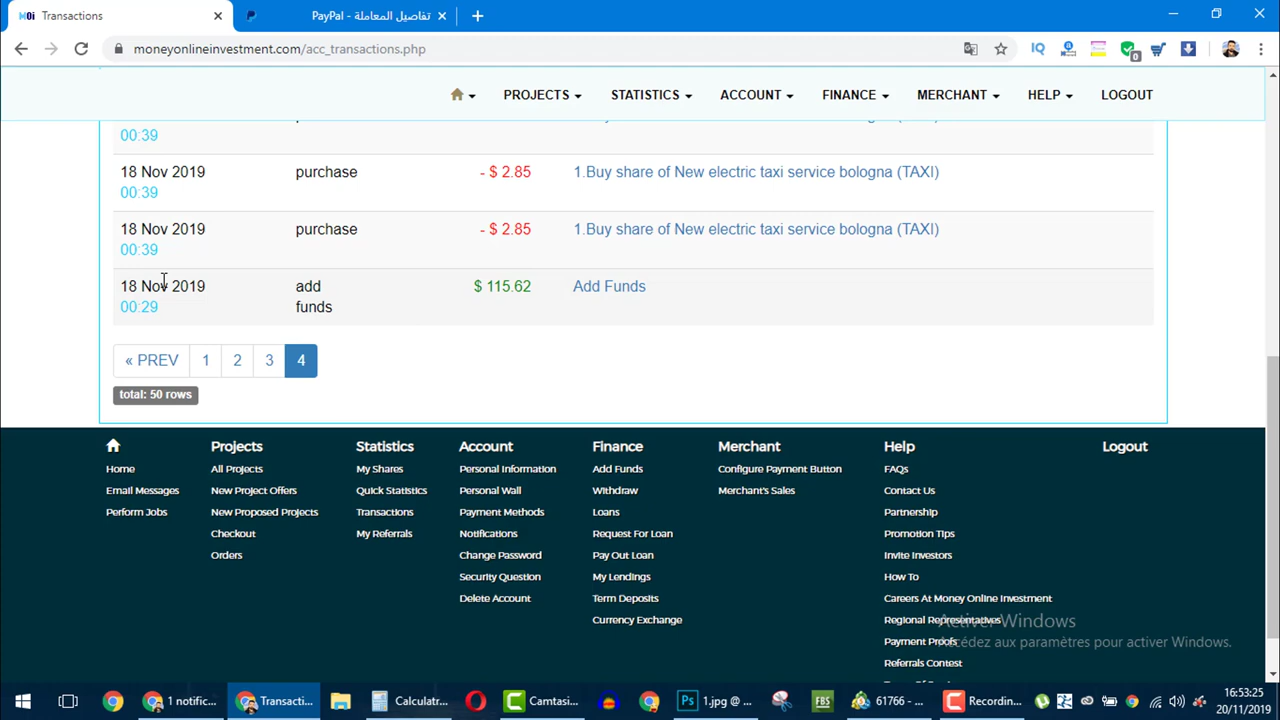 Transactions
PayPal - تفاصيل المعاملة
moneyonlineinvestment.com/acc_transactions.php
PROJECTS STATISTICS ACCOUNT FINANCE MERCHANT HELP LOGOUT
00:39
18 Nov 2019 purchase - $ 2.85 1.Buy share of New electric taxi service bologna (TAXI)
00:39
18 Nov 2019 purchase - $ 2.85 1.Buy share of New electric taxi service bologna (TAXI)
00:39
18 Nov 2019 add $ 115.62 Add Funds
00:29 funds
« PREV 1 2 3 4
total: 50 rows
Projects Statistics Account Finance Merchant Help Logout
Home All Projects My Shares Personal Information Add Funds Configure Payment Button FAQs
Email Messages New Project Offers Quick Statistics Personal Wall Withdraw Merchant's Sales Contact Us
Perform Jobs New Proposed Projects Transactions Payment Methods Loans Partnership
Checkout My Referrals Notifications Request For Loan Promotion Tips
Orders Change Password Pay Out Loan Invite Investors
Security Question My Lendings How To
Delete Account Term Deposits Careers At Money Online Investment
Currency Exchange Regional Representatives
Activer Windows
Payment Proofs
Accédez aux paramètres pour activer Windows.
Referrals Contest
1 notific... Transacti... Calculatr... Camtasi... Ps 1.jpg @ ... FBS 61766 - ... Recordin... 16:53:25
20/11/2019